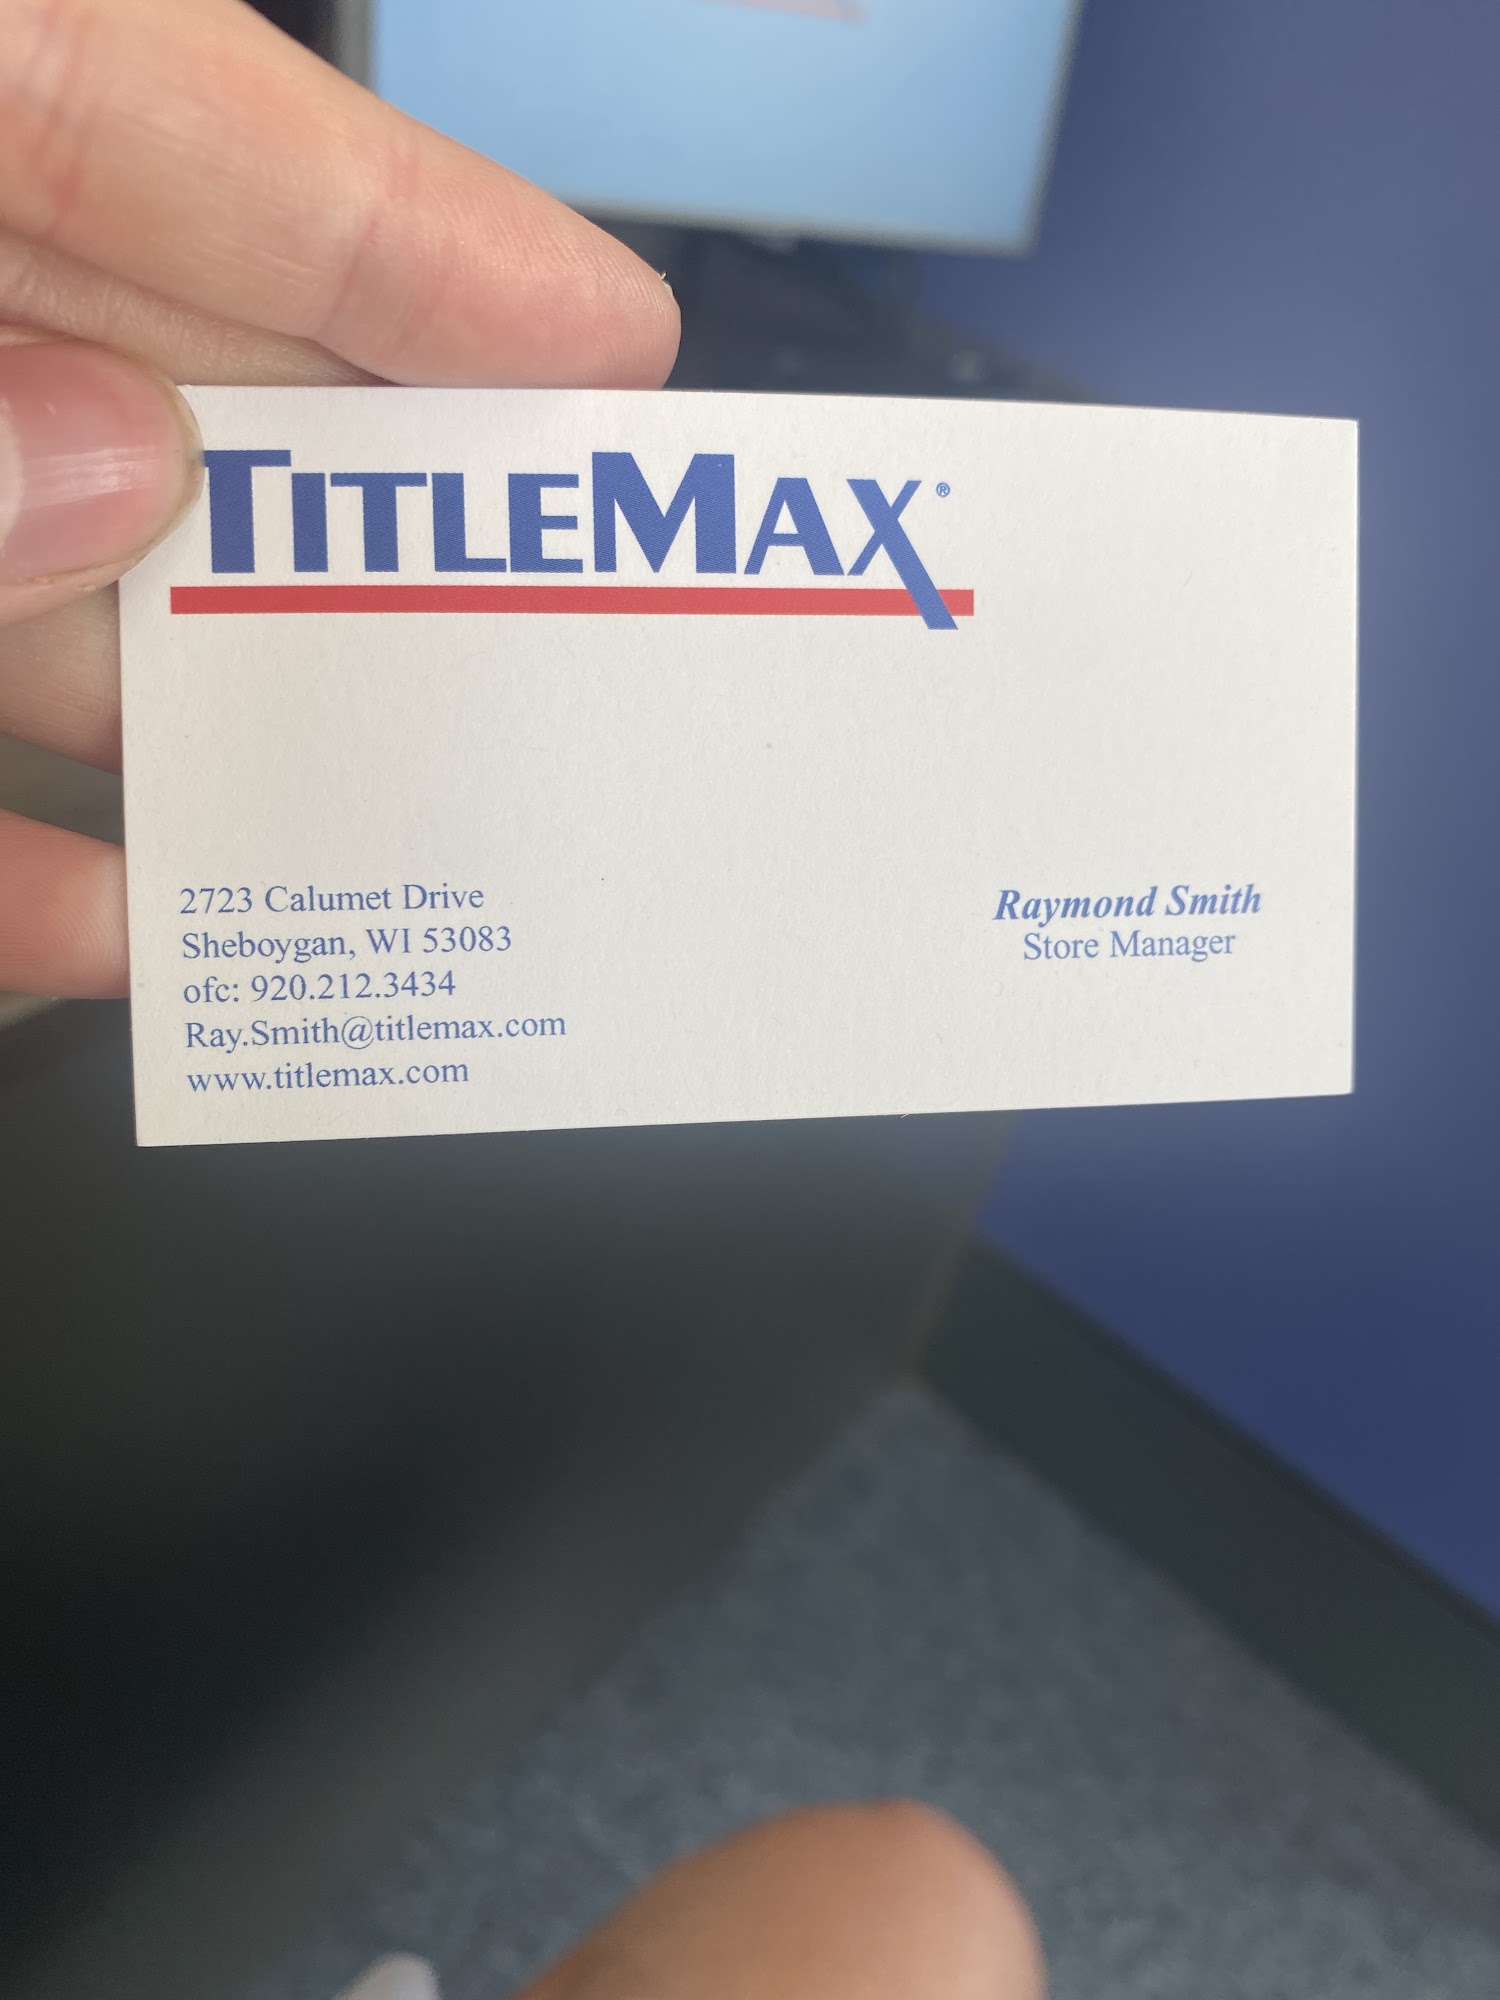 TITLEMAX®
2723 Calumet Drive
Sheboygan, WI 53083
ofc: 920.212.3434
Ray.Smith@titlemax.com
www.titlemax.com
Raymond Smith
Store Manager